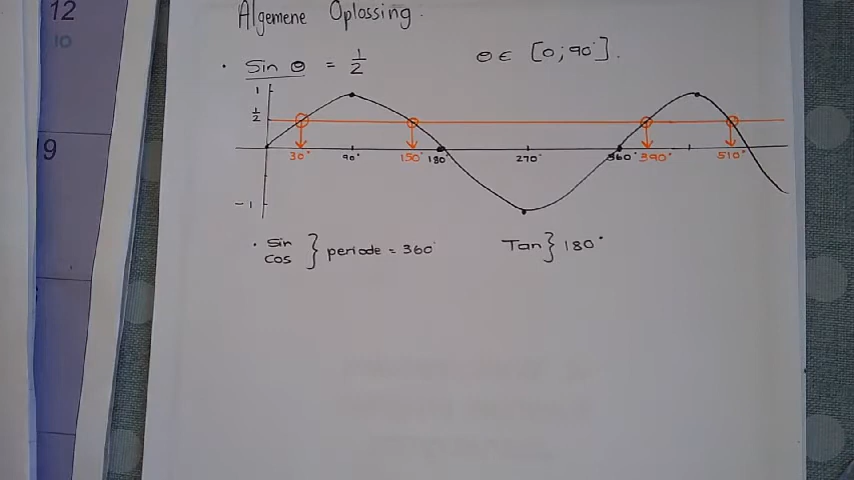 12
10
9
Algemene Oplossing.
· Sin θ = 1/2
θ ∈ [0; 90°].
1
1/2
30° 90° 150° 180° 270° 360° 390° 510°
-1
· Sin
cos } periode = 360°
Tan } 180°